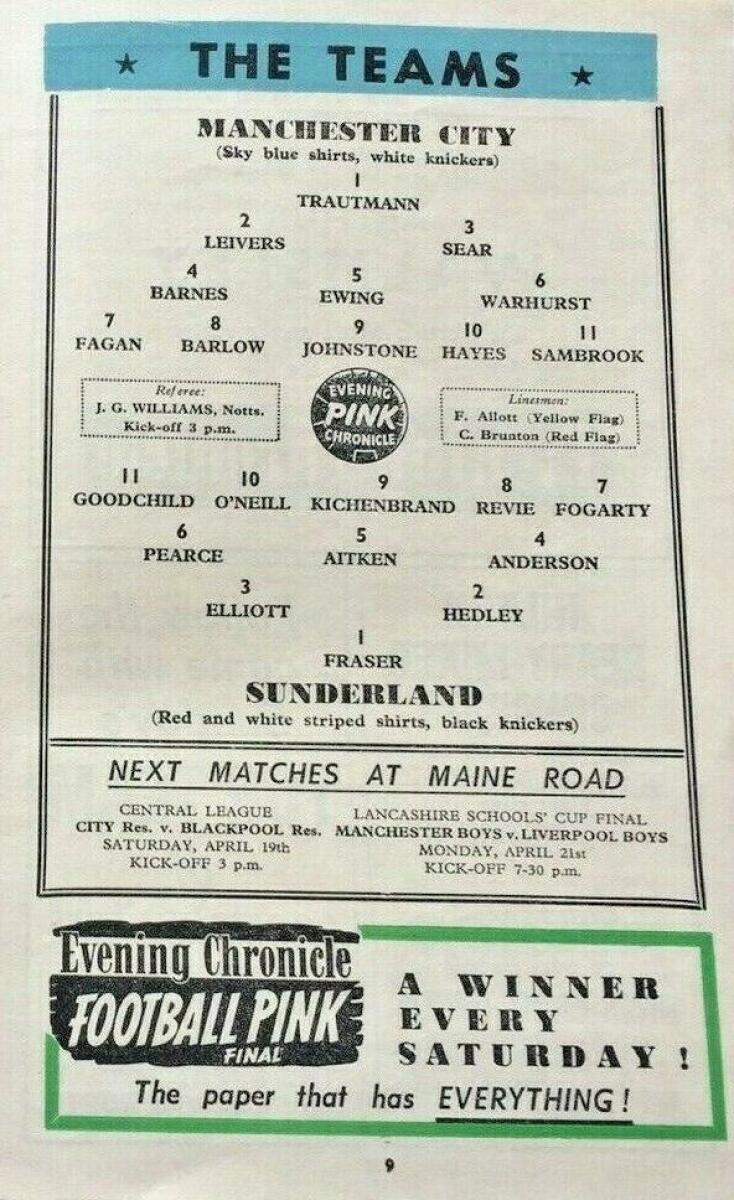 ★ THE TEAMS ★
MANCHESTER CITY
(Sky blue shirts, white knickers)
1
TRAUTMANN
2 3
LEIVERS SEAR
4 5 6
BARNES EWING WARHURST
7 8 9 10 11
FAGAN BARLOW JOHNSTONE HAYES SAMBROOK
Referee:
J. G. WILLIAMS, Notts.
Kick-off 3 p.m.
EVENING
PINK
CHRONICLE
Linesmen:
F. Allott (Yellow Flag)
C. Brunton (Red Flag)
11 10 9 8 7
GOODCHILD O'NEILL KICHENBRAND REVIE FOGARTY
6 5 4
PEARCE AITKEN ANDERSON
3 2
ELLIOTT HEDLEY
1
FRASER
SUNDERLAND
(Red and white striped shirts, black knickers)
NEXT MATCHES AT MAINE ROAD
CENTRAL LEAGUE
CITY Res. v. BLACKPOOL Res.
SATURDAY, APRIL 19th
KICK-OFF 3 p.m.
LANCASHIRE SCHOOLS' CUP FINAL
MANCHESTER BOYS v. LIVERPOOL BOYS
MONDAY, APRIL 21st
KICK-OFF 7-30 p.m.
Evening Chronicle
FOOTBALL PINK
FINAL
A WINNER
EVERY
SATURDAY !
The paper that has EVERYTHING !
9